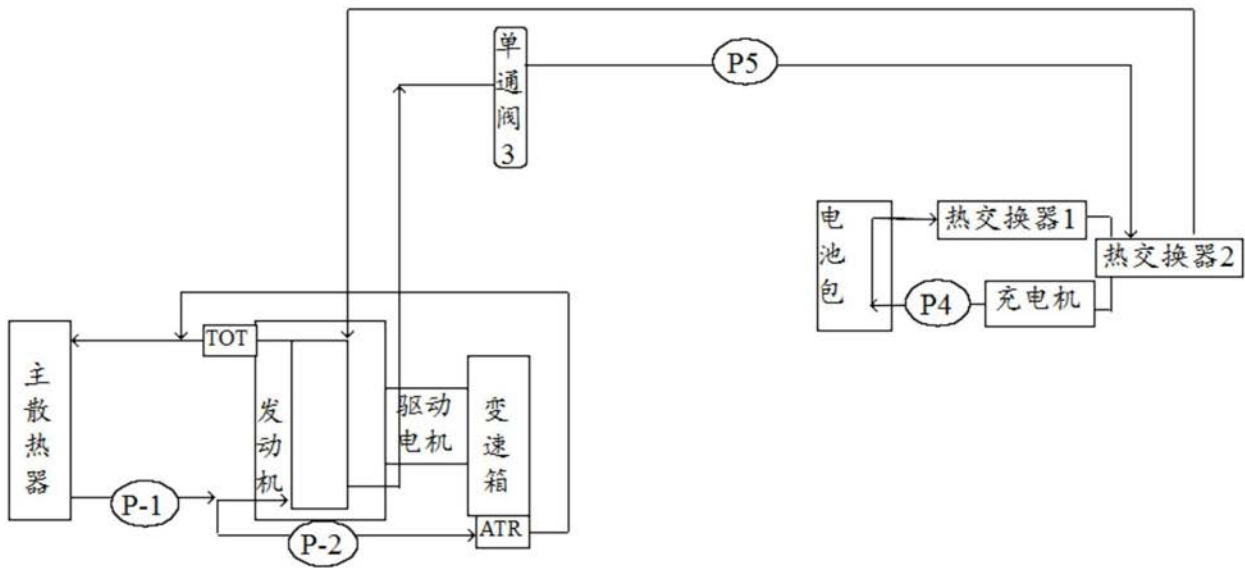 单通阀3
P5
电池包
热交换器1
热交换器2
P4
充电机
主散热器
TOT
发动机
驱动
电机
变速箱
P-1
P-2
ATR